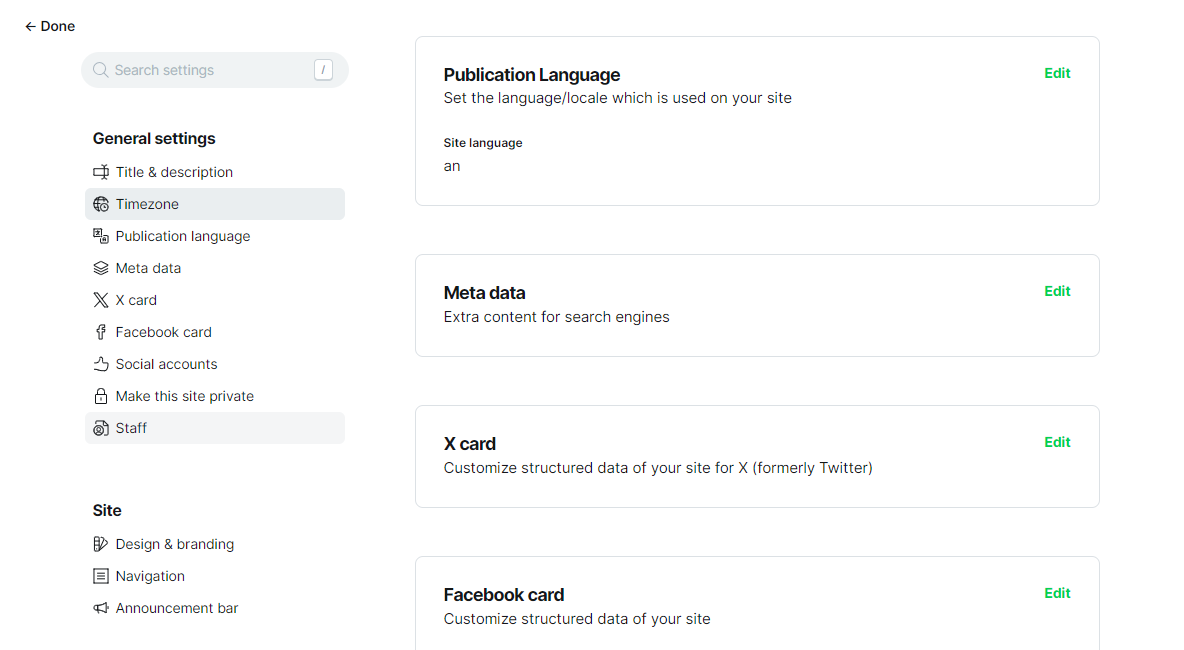 ← Done
Search settings /
General settings
Title & description
Timezone
Publication language
Meta data
X card
Facebook card
Social accounts
Make this site private
Staff
Site
Design & branding
Navigation
Announcement bar
Publication Language Edit
Set the language/locale which is used on your site
Site language
an
Meta data Edit
Extra content for search engines
X card Edit
Customize structured data of your site for X (formerly Twitter)
Facebook card Edit
Customize structured data of your site